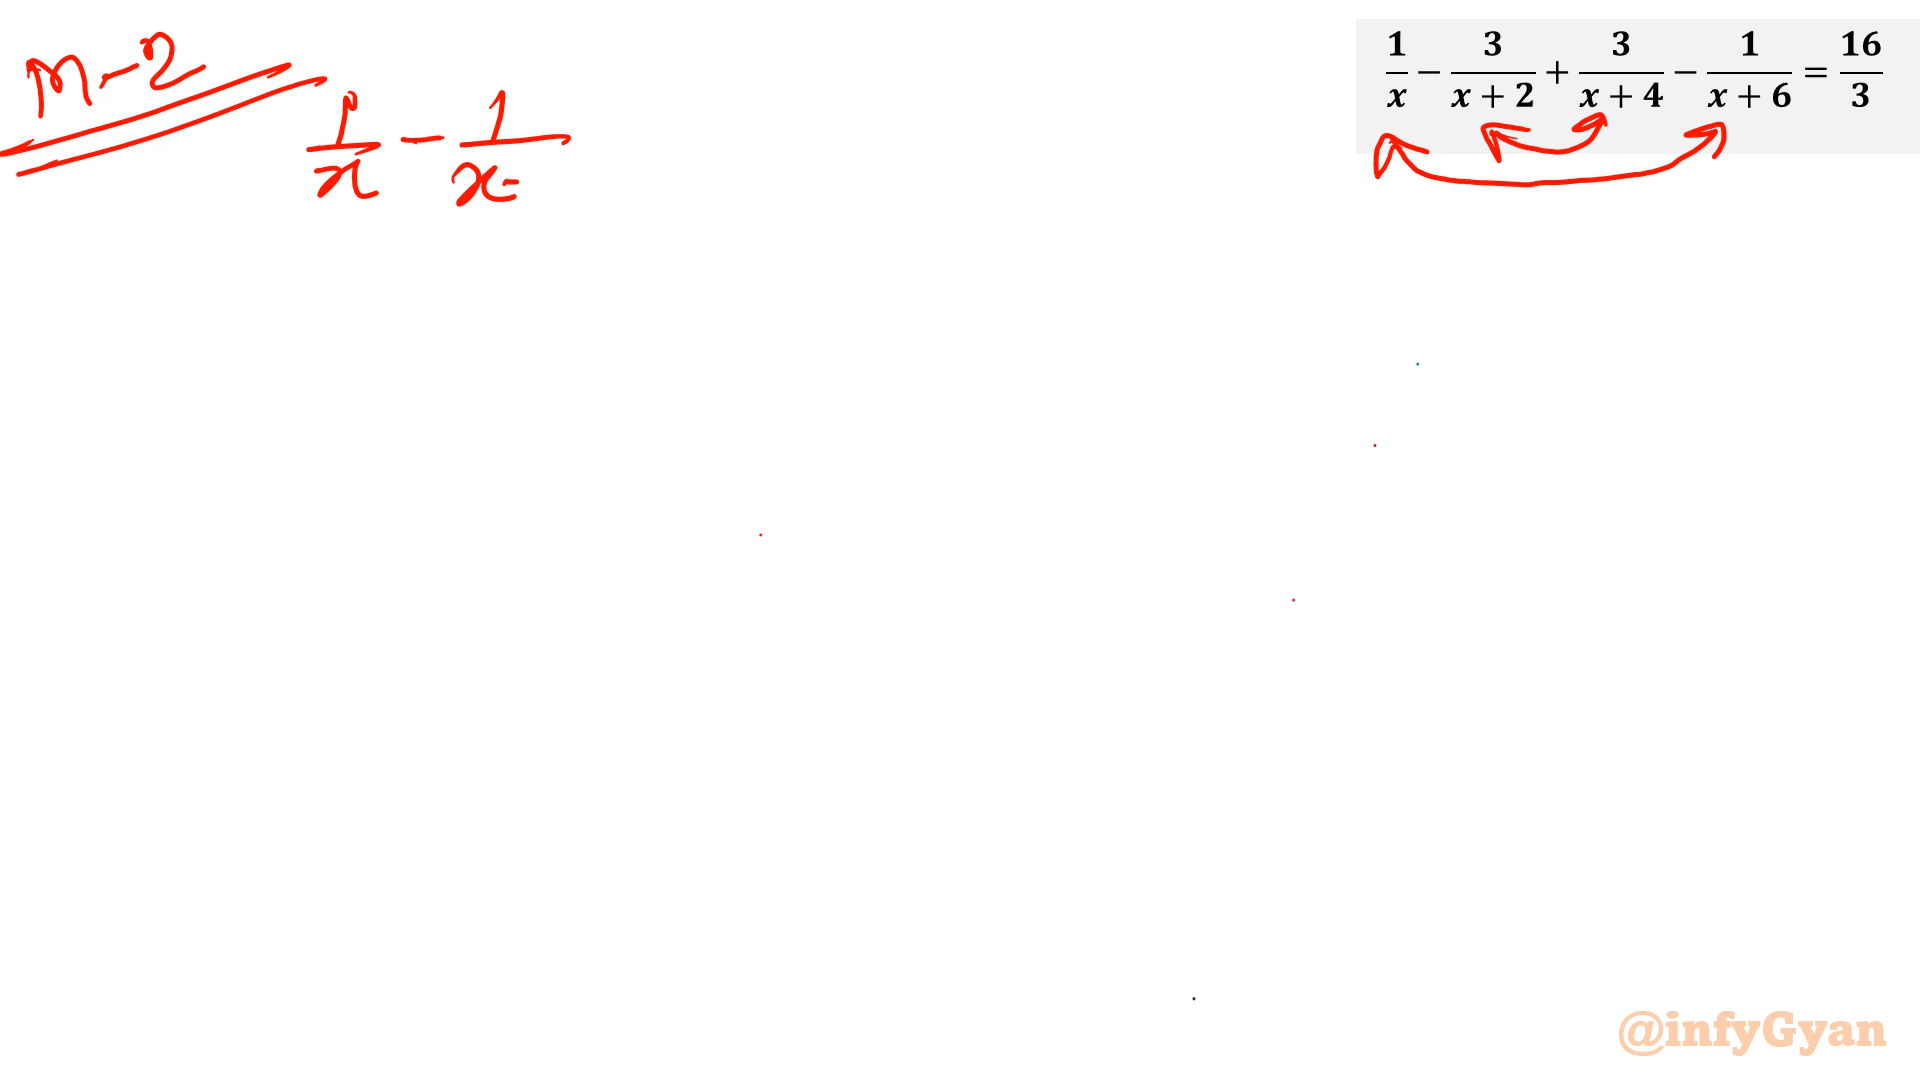 m-2
1/x - 1/x
1/x - 3/(x + 2) + 3/(x + 4) - 1/(x + 6) = 16/3
@infyGyan